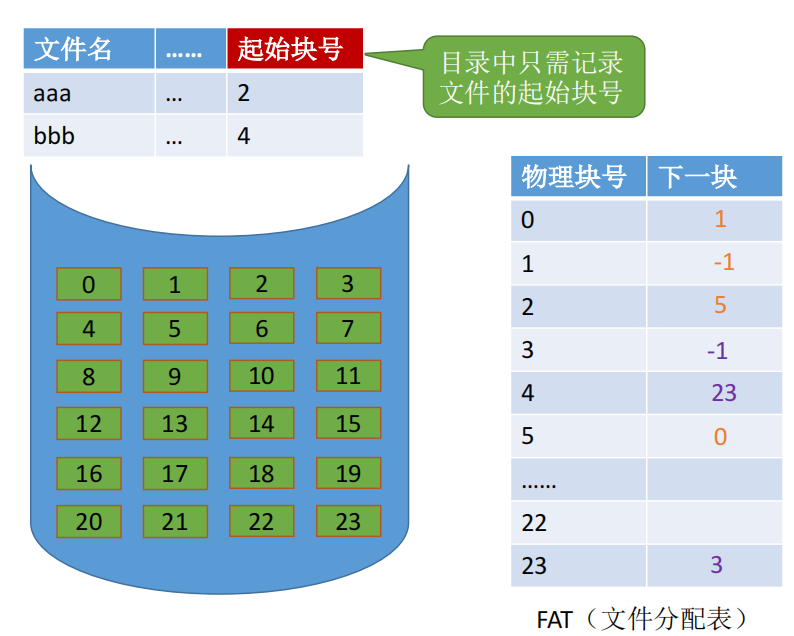 文件名 …… 起始块号
aaa … 2
bbb … 4
目录中只需记录
文件的起始块号
0 1 2 3
4 5 6 7
8 9 10 11
12 13 14 15
16 17 18 19
20 21 22 23
物理块号 下一块
0 1
1 -1
2 5
3 -1
4 23
5 0
……
22
23 3
FAT（文件分配表）